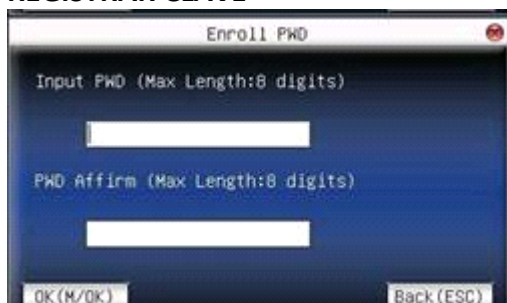 Enroll PWD
Input PWD (Max Length:8 digits)
PWD Affirm (Max Length:8 digits)
OK(M/OK)
Back(ESC)